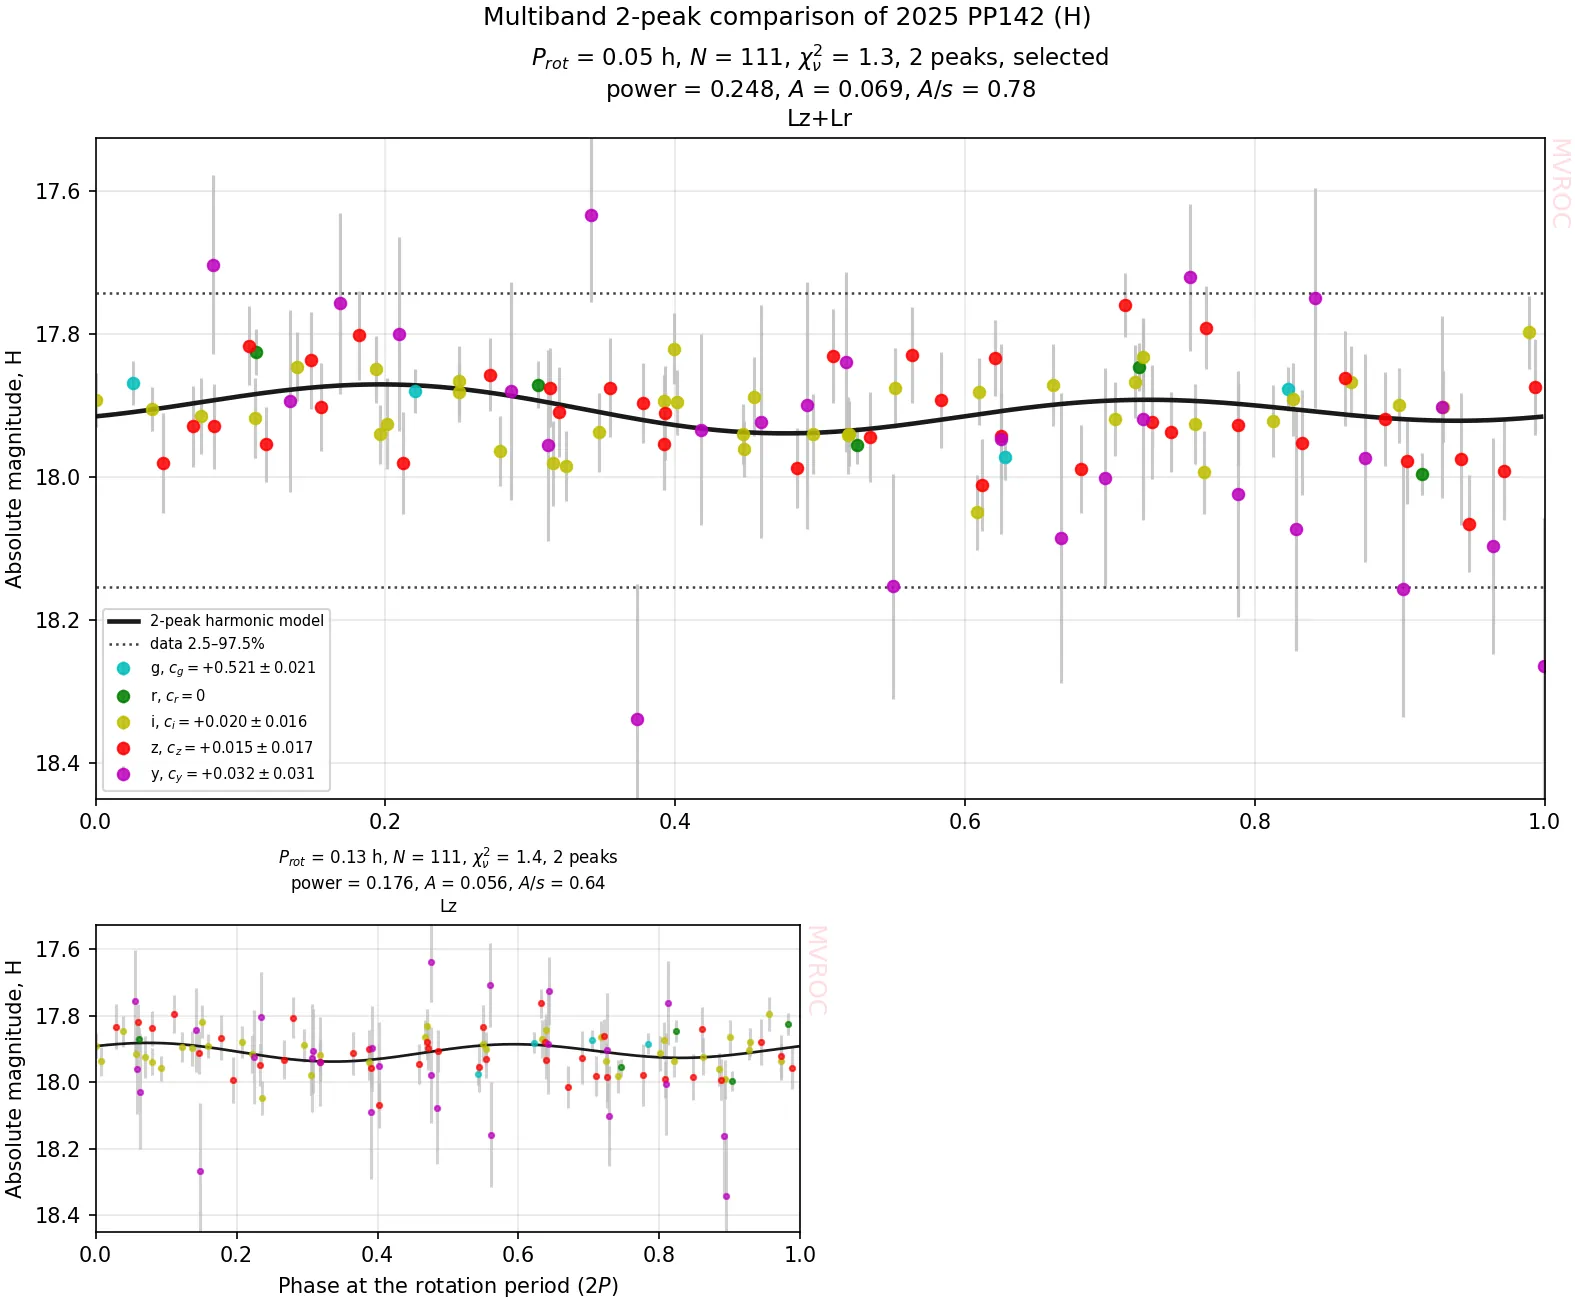 Multiband 2-peak comparison of 2025 PP142 (H)
P_rot = 0.05 h, N = 111, χ²_ν = 1.3, 2 peaks, selected
power = 0.248, A = 0.069, A/s = 0.78
Lz+Lr
MVROC
Absolute magnitude, H
17.6
17.8
18.0
18.2
18.4
2-peak harmonic model
data 2.5–97.5%
g, c_g = +0.521 ± 0.021
r, c_r = 0
i, c_i = +0.020 ± 0.016
z, c_z = +0.015 ± 0.017
y, c_y = +0.032 ± 0.031
0.0 0.2 0.4 0.6 0.8 1.0
P_rot = 0.13 h, N = 111, χ²_ν = 1.4, 2 peaks
power = 0.176, A = 0.056, A/s = 0.64
Lz
MVROC
Absolute magnitude, H
17.6
17.8
18.0
18.2
18.4
0.0 0.2 0.4 0.6 0.8 1.0
Phase at the rotation period (2P)